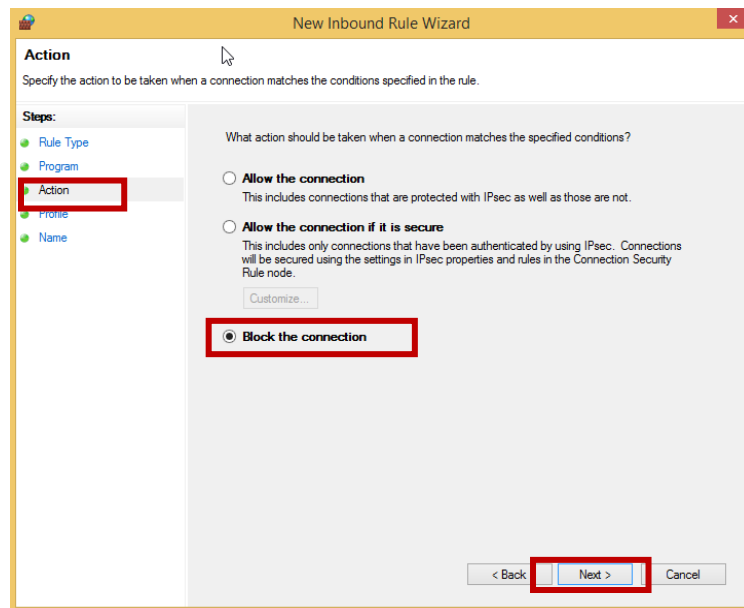 New Inbound Rule Wizard
Action
Specify the action to be taken when a connection matches the conditions specified in the rule.
Steps:
Rule Type
Program
Action
Profile
Name
What action should be taken when a connection matches the specified conditions?
Allow the connection
This includes connections that are protected with IPsec as well as those are not.
Allow the connection if it is secure
This includes only connections that have been authenticated by using IPsec. Connections
will be secured using the settings in IPsec properties and rules in the Connection Security
Rule node.
Customize...
Block the connection
< Back Next > Cancel